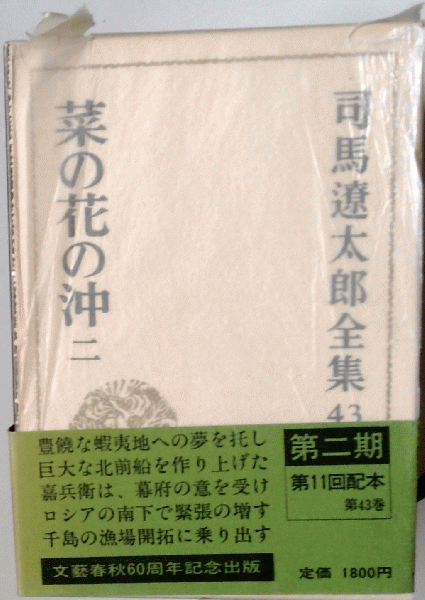 司馬遼太郎全集 43
菜の花の沖 二
第二期
第11回配本
第43巻
豊饒な蝦夷地への夢を托し
巨大な北前船を作り上げた
嘉兵衛は、幕府の意を受け
ロシアの南下で緊張の増す
千島の漁場開拓に乗り出す
文藝春秋60周年記念出版
定価 1800円